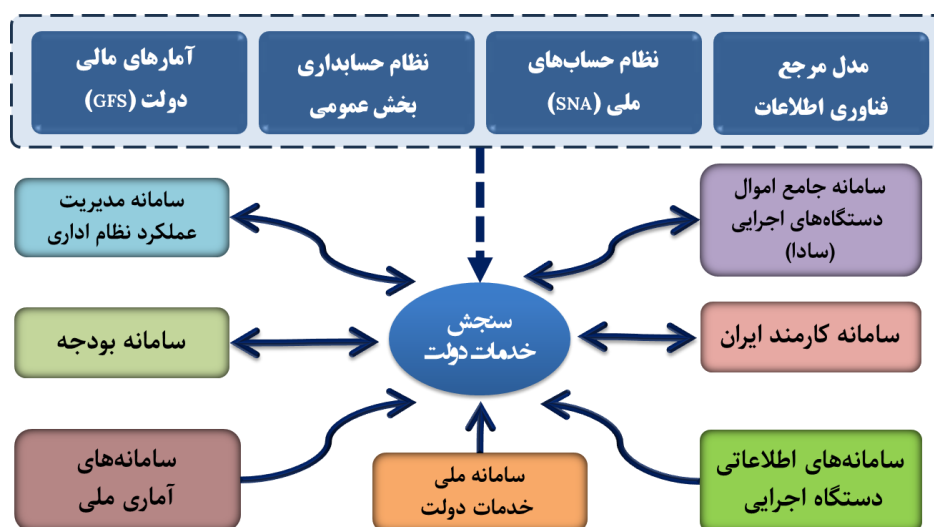 مدل مرجع
فناوری اطلاعات
نظام حساب‌های
ملی (SNA)
نظام حسابداری
بخش عمومی
آمارهای مالی
دولت (GFS)
سامانه جامع اموال
دستگاه‌های اجرایی
(سادا)
سامانه مدیریت
عملکرد نظام اداری
سنجش
خدمات دولت
سامانه کارمند ایران
سامانه بودجه
سامانه‌های اطلاعاتی
دستگاه اجرایی
سامانه ملی
خدمات دولت
سامانه‌های
آماری ملی